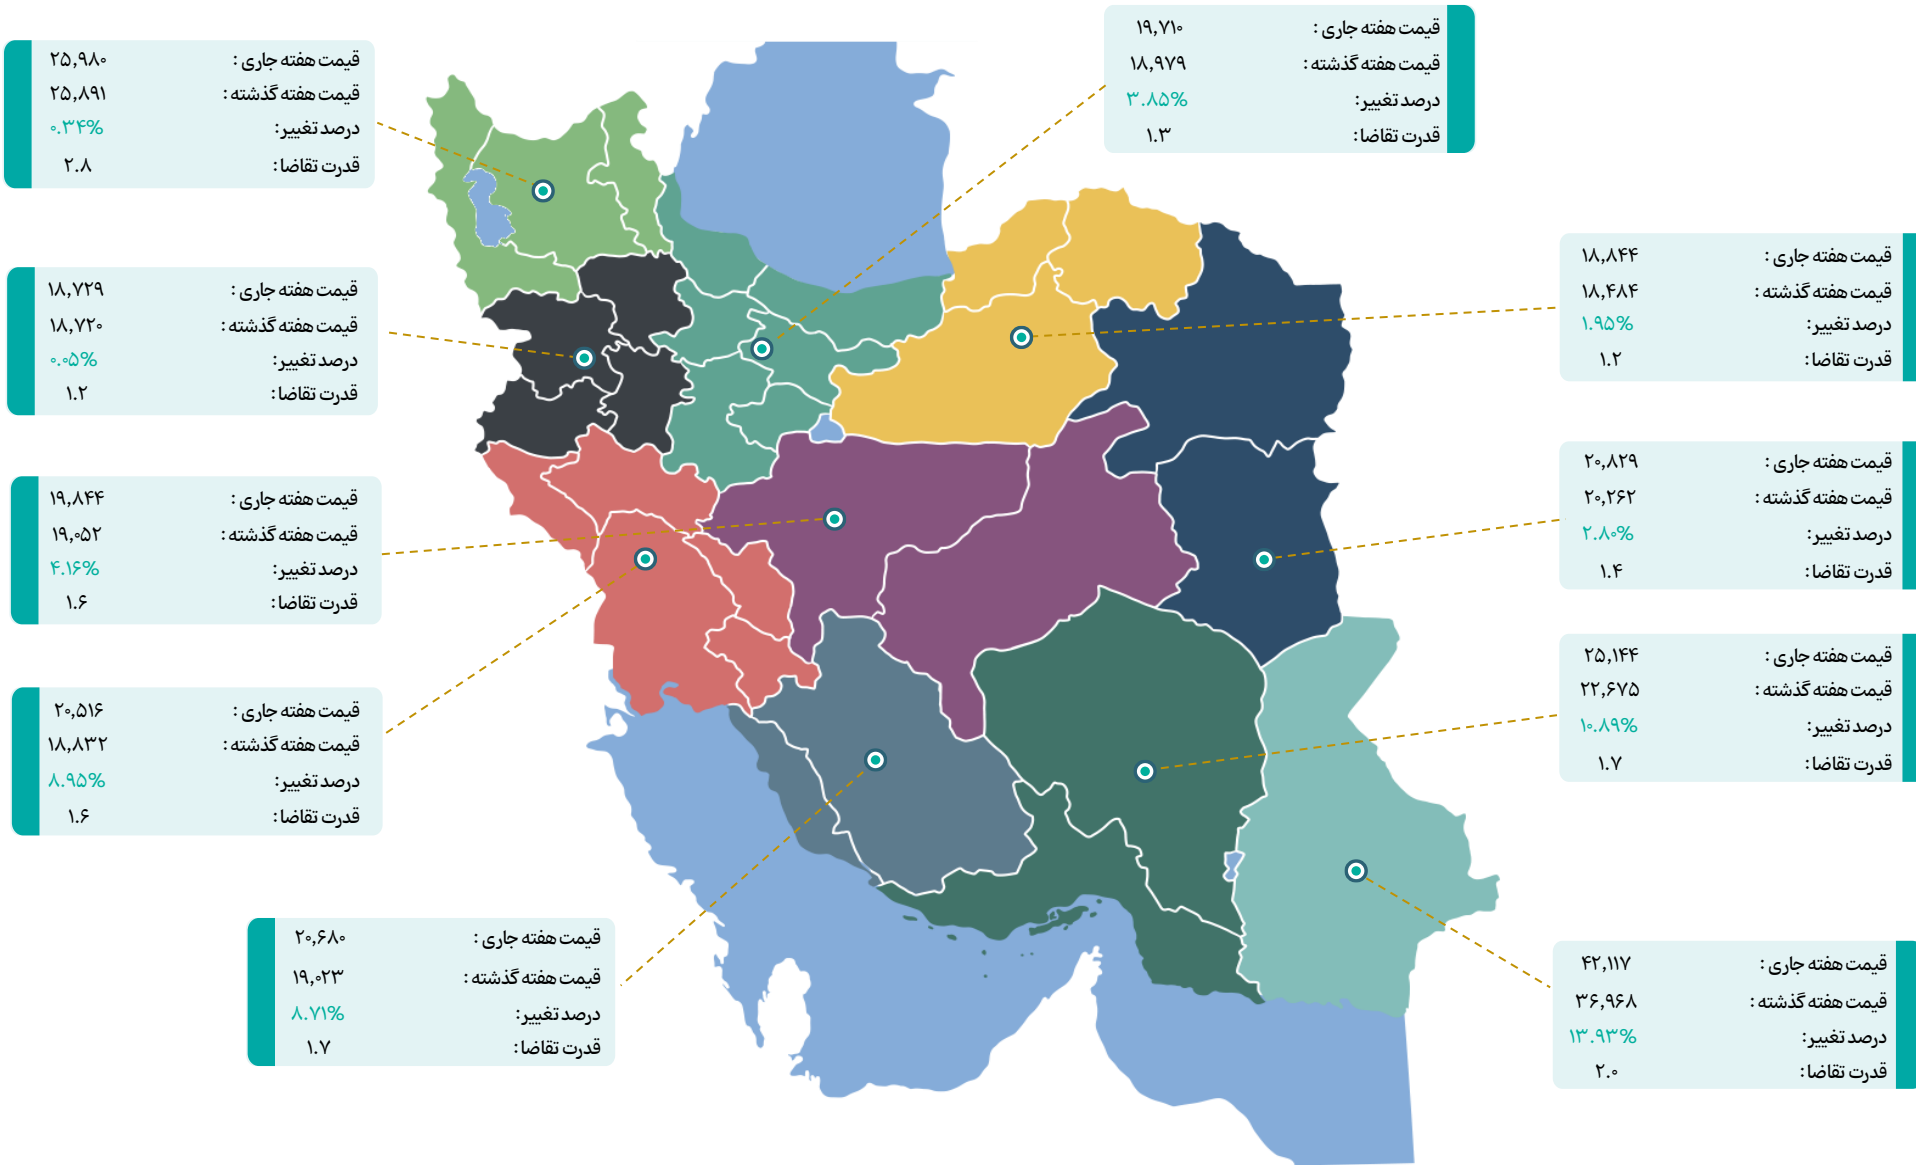 قیمت هفته جاری : ۱۹,۷۱۰
قیمت هفته گذشته : ۱۸,۹۷۹
درصد تغییر: ۳.۸۵%
قدرت تقاضا: ۱.۳
قیمت هفته جاری : ۲۵,۹۸۰
قیمت هفته گذشته : ۲۵,۸۹۱
درصد تغییر: ۰.۳۴%
قدرت تقاضا: ۲.۸
قیمت هفته جاری : ۱۸,۸۴۴
قیمت هفته گذشته : ۱۸,۴۸۴
درصد تغییر: ۱.۹۵%
قدرت تقاضا: ۱.۲
قیمت هفته جاری : ۱۸,۷۲۹
قیمت هفته گذشته : ۱۸,۷۲۰
درصد تغییر: ۰.۰۵%
قدرت تقاضا: ۱.۲
قیمت هفته جاری : ۲۰,۸۲۹
قیمت هفته گذشته : ۲۰,۲۶۲
درصد تغییر: ۲.۸۰%
قدرت تقاضا: ۱.۴
قیمت هفته جاری : ۱۹,۸۴۴
قیمت هفته گذشته : ۱۹,۰۵۲
درصد تغییر: ۴.۱۶%
قدرت تقاضا: ۱.۶
قیمت هفته جاری : ۲۵,۱۴۴
قیمت هفته گذشته : ۲۲,۶۷۵
درصد تغییر: ۱۰.۸۹%
قدرت تقاضا: ۱.۷
قیمت هفته جاری : ۲۰,۵۱۶
قیمت هفته گذشته : ۱۸,۸۳۲
درصد تغییر: ۸.۹۵%
قدرت تقاضا: ۱.۶
قیمت هفته جاری : ۲۰,۶۸۰
قیمت هفته گذشته : ۱۹,۰۲۳
درصد تغییر: ۸.۷۱%
قدرت تقاضا: ۱.۷
قیمت هفته جاری : ۴۲,۱۱۷
قیمت هفته گذشته : ۳۶,۹۶۸
درصد تغییر: ۱۳.۹۳%
قدرت تقاضا: ۲.۰